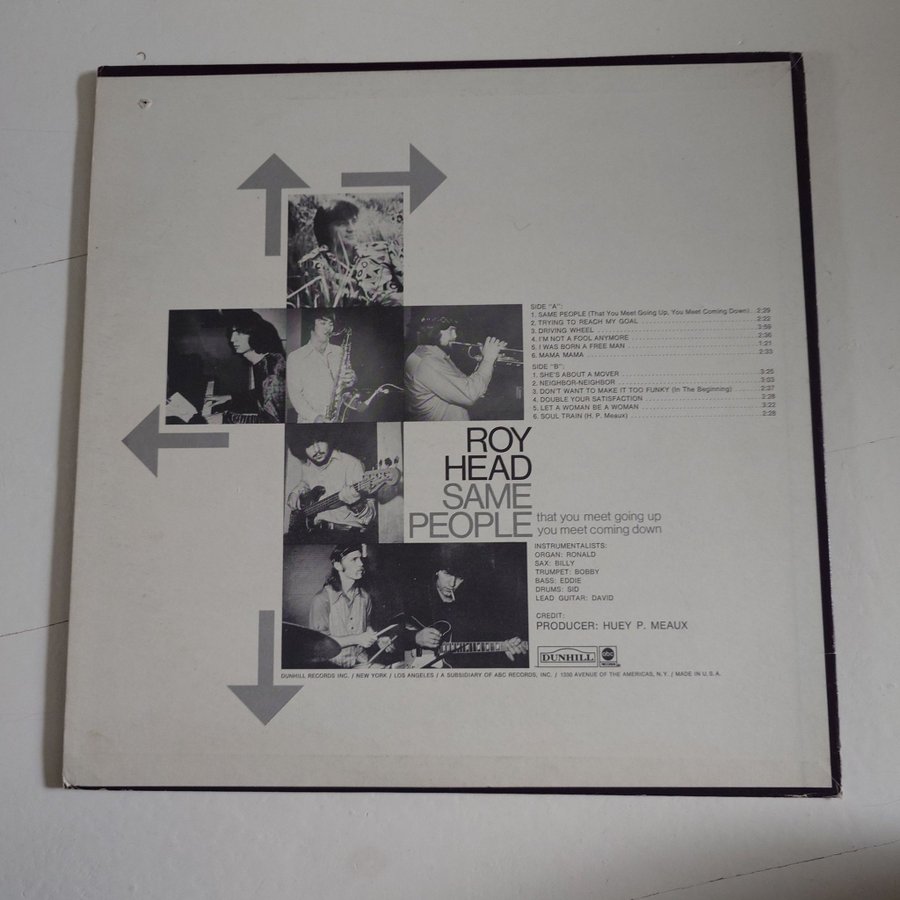 SIDE "A":
1. SAME PEOPLE (That You Meet Going Up, You Meet Coming Down) . . 2:29
2. TRYING TO REACH MY GOAL . . . . . . . . . . . . . . . . . . . . 2:22
3. DRIVING WHEEL . . . . . . . . . . . . . . . . . . . . 3:59
4. I'M NOT A FOOL ANYMORE . . . . . . . . . . . . . . . . . . . . 2:36
5. I WAS BORN A FREE MAN . . . . . . . . . . . . . . . . . . . . 1:21
6. MAMA MAMA . . . . . . . . . . . . . . . . . . . . 2:33
SIDE "B":
1. SHE'S ABOUT A MOVER . . . . . . . . . . . . . . . . . . . . 3:25
2. NEIGHBOR-NEIGHBOR . . . . . . . . . . . . . . . . . . . . 3:03
3. DON'T WANT TO MAKE IT TOO FUNKY (In The Beginning) . . . . . . . . 2:37
4. DOUBLE YOUR SATISFACTION . . . . . . . . . . . . . . . . . . . . 2:28
5. LET A WOMAN BE A WOMAN . . . . . . . . . . . . . . . . . . . . 3:22
6. SOUL TRAIN (H. P. Meaux) . . . . . . . . . . . . . . . . . . . . 2:28
ROY
HEAD
SAME
PEOPLE that you meet going up
you meet coming down
INSTRUMENTALISTS:
ORGAN: RONALD
SAX: BILLY
TRUMPET: BOBBY
BASS: EDDIE
DRUMS: SID
LEAD GUITAR: DAVID
CREDIT:
PRODUCER: HUEY P. MEAUX
DUNHILL abc RECORDS
DUNHILL RECORDS INC. / NEW YORK / LOS ANGELES / A SUBSIDIARY OF ABC RECORDS, INC. / 1330 AVENUE OF THE AMERICAS, N.Y. / MADE IN U.S.A.